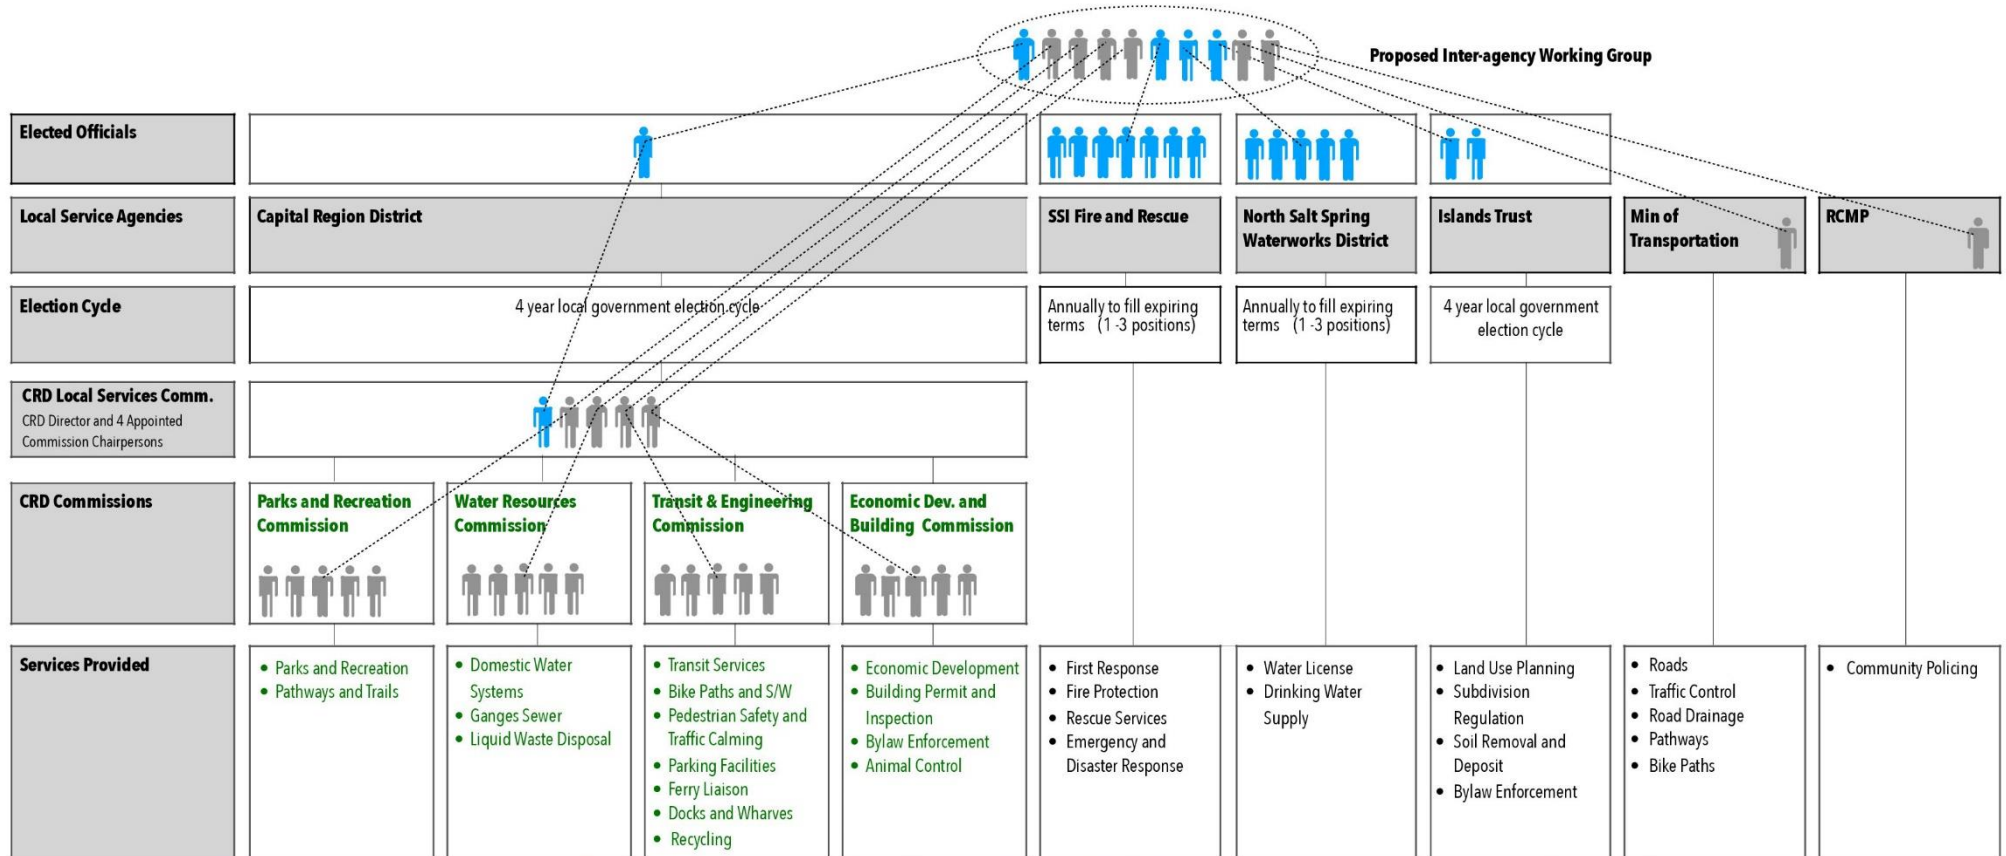 Proposed Inter-agency Working Group
Elected Officials
Local Service Agencies
Capital Region District
SSI Fire and Rescue
North Salt Spring
Waterworks District
Islands Trust
Min of
Transportation
RCMP
Election Cycle
4 year local government election cycle
Annually to fill expiring
terms (1 -3 positions)
Annually to fill expiring
terms (1 -3 positions)
4 year local government
election cycle
CRD Local Services Comm.
CRD Director and 4 Appointed
Commission Chairpersons
CRD Commissions
Parks and Recreation
Commission
Water Resources
Commission
Transit & Engineering
Commission
Economic Dev. and
Building Commission
Services Provided
• Parks and Recreation
• Pathways and Trails
• Domestic Water
Systems
• Ganges Sewer
• Liquid Waste Disposal
• Transit Services
• Bike Paths and S/W
• Pedestrian Safety and
Traffic Calming
• Parking Facilities
• Ferry Liaison
• Docks and Wharves
• Recycling
• Economic Development
• Building Permit and
Inspection
• Bylaw Enforcement
• Animal Control
• First Response
• Fire Protection
• Rescue Services
• Emergency and
Disaster Response
• Water License
• Drinking Water
Supply
• Land Use Planning
• Subdivision
Regulation
• Soil Removal and
Deposit
• Bylaw Enforcement
• Roads
• Traffic Control
• Road Drainage
• Pathways
• Bike Paths
• Community Policing